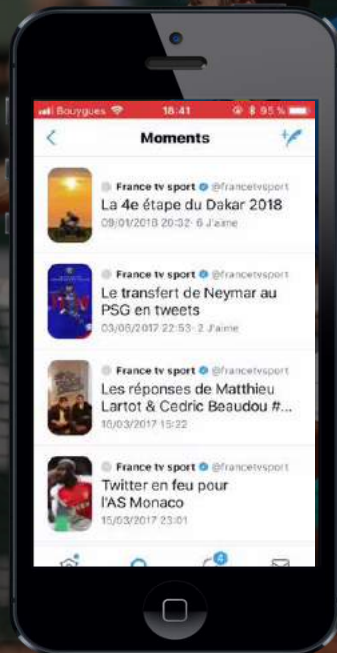 Bouygues 18:41 95 %
Moments
France tv sport @francetvsport
La 4e étape du Dakar 2018
09/01/2018 20:32 · 6 J'aime
France tv sport @francetvsport
Le transfert de Neymar au
PSG en tweets
03/08/2017 22:53 · 2 J'aime
France tv sport @francetvsport
Les réponses de Matthieu
Lartot & Cedric Beaudou #...
16/03/2017 15:22
France tv sport @francetvsport
Twitter en feu pour
l'AS Monaco
15/03/2017 23:01
4